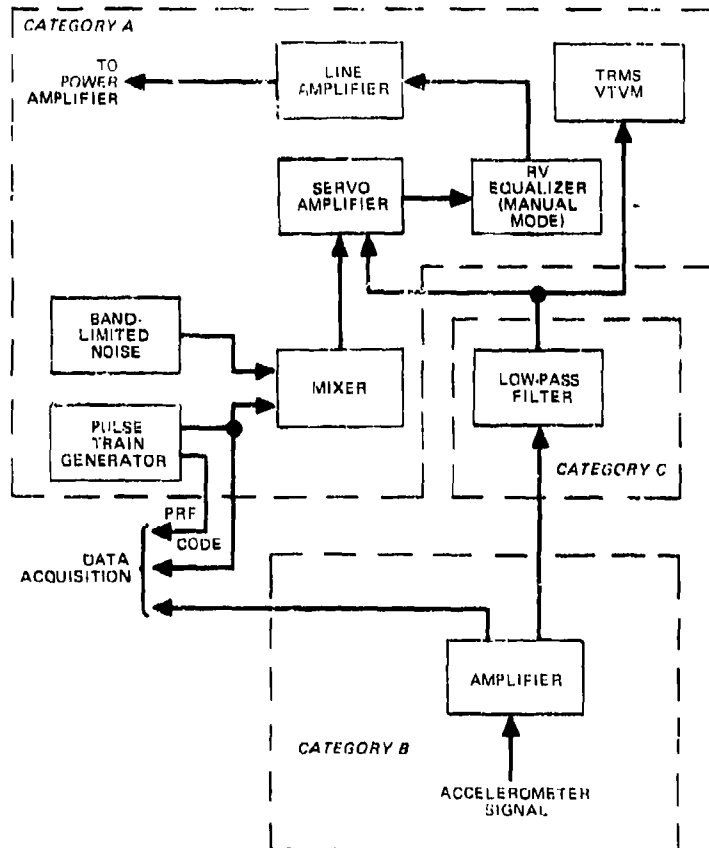 CATEGORY A
TO
POWER
AMPLIFIER
LINE
AMPLIFIER
TRMS
VTVM
SERVO
AMPLIFIER
RV
EQUALIZER
(MANUAL
MODE)
BAND-
LIMITED
NOISE
MIXER
LOW-PASS
FILTER
PULSE
TRAIN
GENERATOR
CATEGORY C
PRF
CODE
DATA
ACQUISITION
AMPLIFIER
CATEGORY B
ACCELEROMETER
SIGNAL